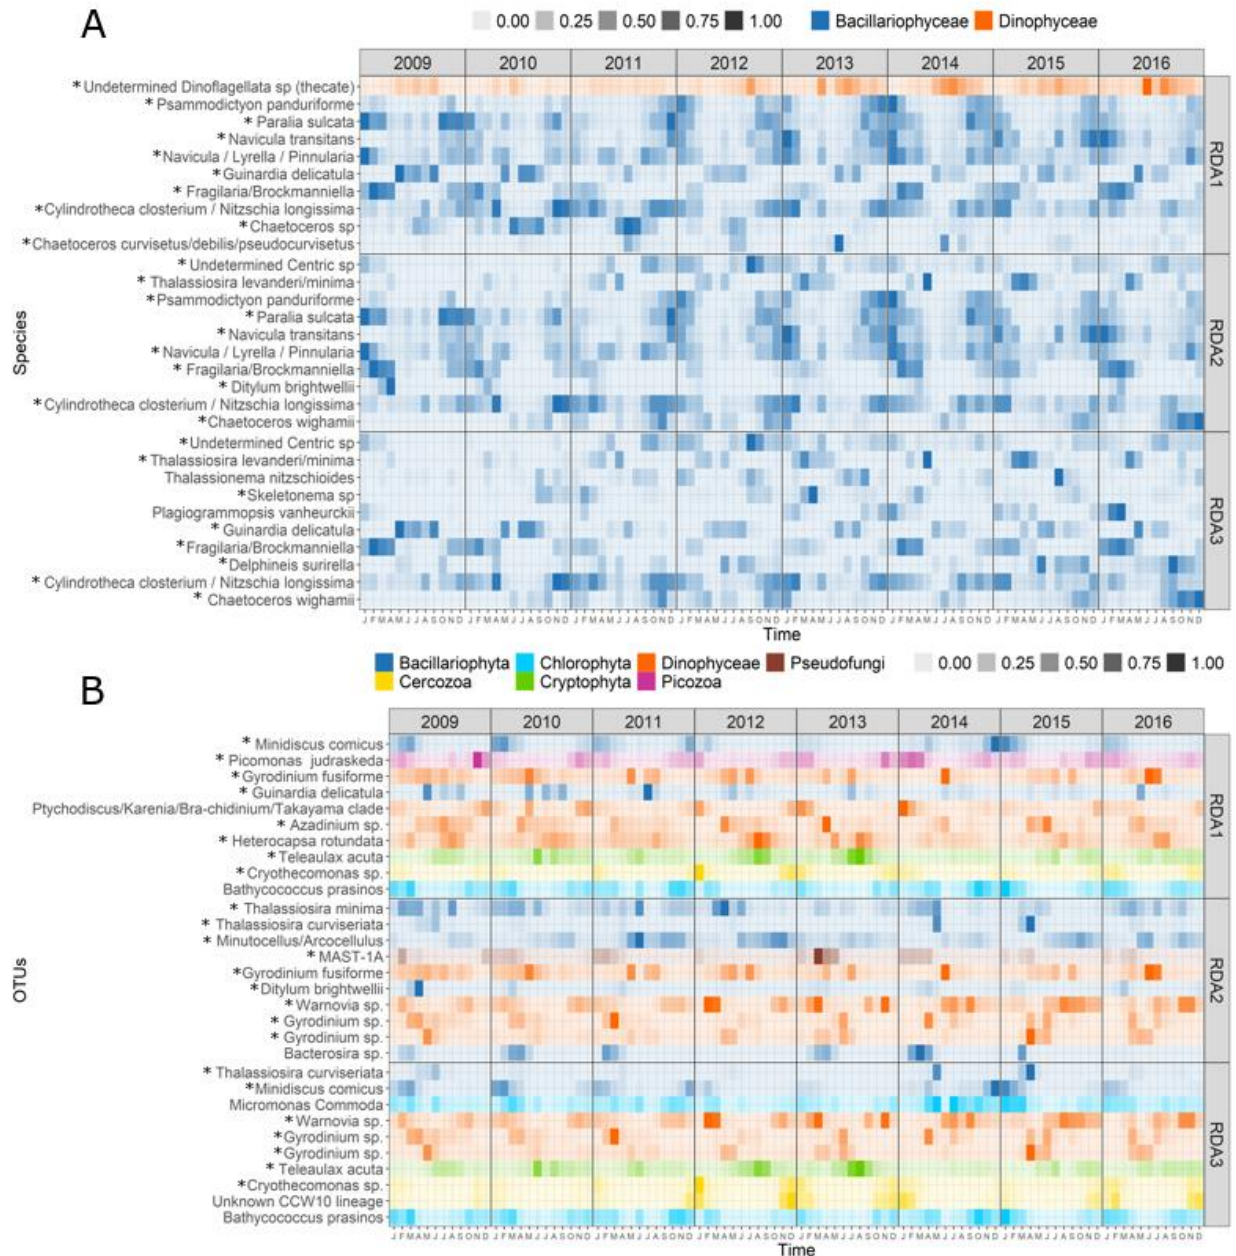 A
0.00 0.25 0.50 0.75 1.00 Bacillariophyceae Dinophyceae
2009 2010 2011 2012 2013 2014 2015 2016
* Undetermined Dinoflagellata sp (thecate)
* Psammodictyon panduriforme
* Paralia sulcata
* Navicula transitans
* Navicula / Lyrella / Pinnularia
* Guinardia delicatula
* Fragilaria/Brockmanniella
* Cylindrotheca closterium / Nitzschia longissima
* Chaetoceros sp
* Chaetoceros curvisetus/debilis/pseudocurvisetus
RDA1
* Undetermined Centric sp
* Thalassiosira levanderi/minima
* Psammodictyon panduriforme
* Paralia sulcata
* Navicula transitans
* Navicula / Lyrella / Pinnularia
* Fragilaria/Brockmanniella
* Ditylum brightwellii
* Cylindrotheca closterium / Nitzschia longissima
* Chaetoceros wighamii
RDA2
Species
* Undetermined Centric sp
* Thalassiosira levanderi/minima
Thalassionema nitzschioides
* Skeletonema sp
Plagiogrammopsis vanheurckii
* Guinardia delicatula
* Fragilaria/Brockmanniella
* Delphineis surirella
* Cylindrotheca closterium / Nitzschia longissima
* Chaetoceros wighamii
RDA3
J F M A M J J A S O N D J F M A M J J A S O N D J F M A M J J A S O N D J F M A M J J A S O N D J F M A M J J A S O N D J F M A M J J A S O N D J F M A M J J A S O N D J F M A M J J A S O N D
Time
B
Bacillariophyta Chlorophyta Dinophyceae Pseudofungi 0.00 0.25 0.50 0.75 1.00
Cercozoa Cryptophyta Picozoa
2009 2010 2011 2012 2013 2014 2015 2016
* Minidiscus comicus
* Picomonas judraskeda
* Gyrodinium fusiforme
* Guinardia delicatula
Ptychodiscus/Karenia/Bra-chidinium/Takayama clade
* Azadinium sp.
* Heterocapsa rotundata
* Teleaulax acuta
* Cryothecomonas sp.
Bathycoccus prasinos
RDA1
* Thalassiosira minima
* Thalassiosira curviseriata
* Minutocellus/Arcocellulus
* MAST-1A
* Gyrodinium fusiforme
* Ditylum brightwellii
* Warnovia sp.
* Gyrodinium sp.
* Gyrodinium sp.
Bacterosira sp.
RDA2
OTUs
* Thalassiosira curviseriata
* Minidiscus comicus
Micromonas Commoda
* Warnovia sp.
* Gyrodinium sp.
* Gyrodinium sp.
* Teleaulax acuta
* Cryothecomonas sp.
Unknown CCW10 lineage
Bathycoccus prasinos
RDA3
J F M A M J J A S O N D J F M A M J J A S O N D J F M A M J J A S O N D J F M A M J J A S O N D J F M A M J J A S O N D J F M A M J J A S O N D J F M A M J J A S O N D J F M A M J J A S O N D
Time